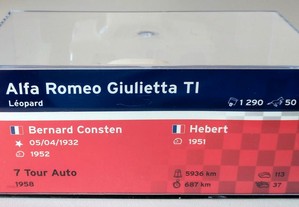 Alfa Romeo Giulietta TI
Léopard
1 290
50
Bernard Consten
05/04/1932
1952
Hebert
1951
7 Tour Auto
1958
5936 km
113
687 km
37